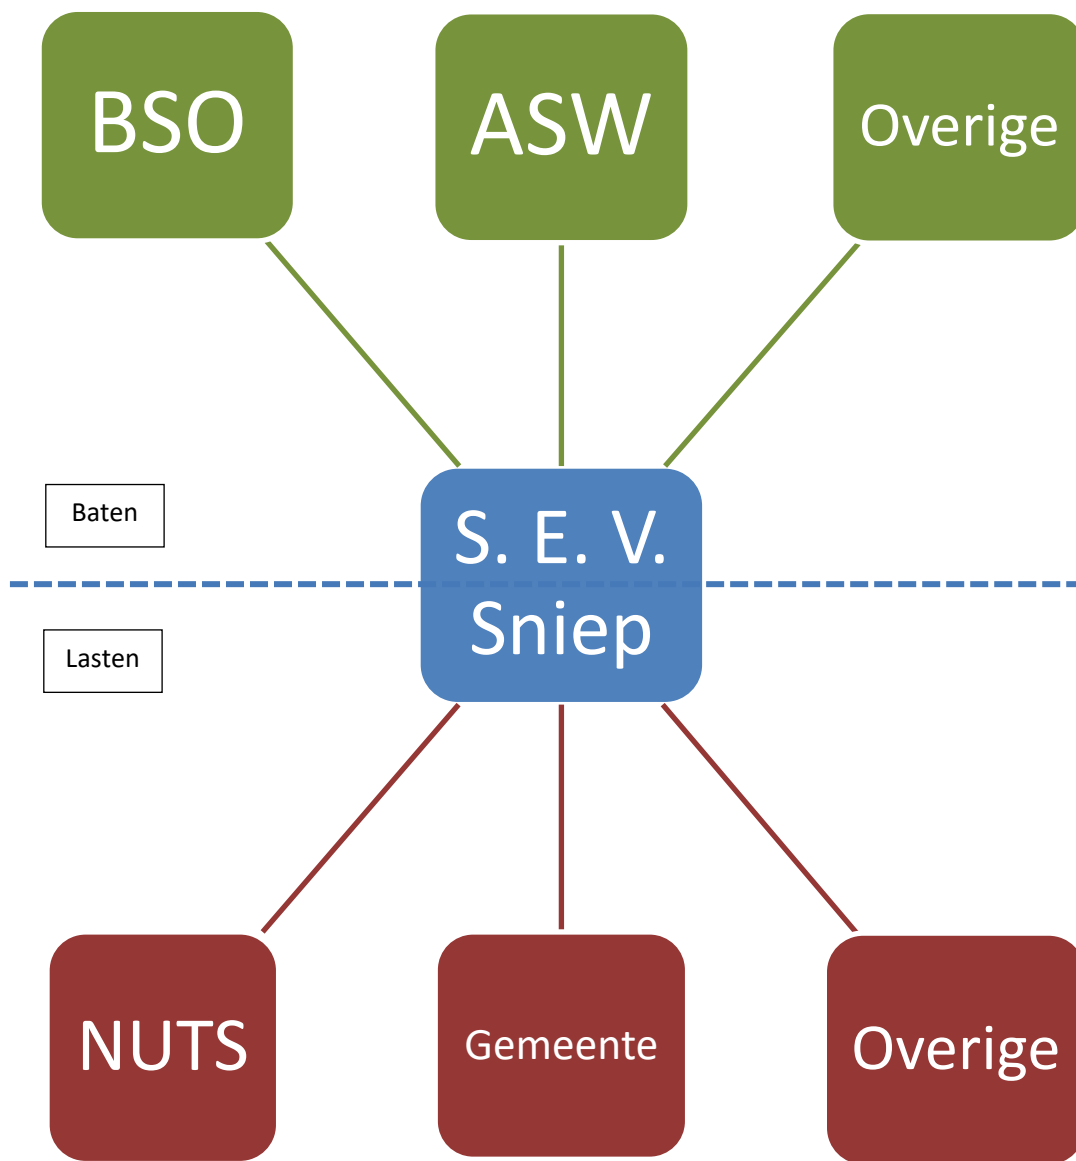 BSO
ASW
Overige
Baten
S. E. V.
Sniep
Lasten
NUTS
Gemeente
Overige